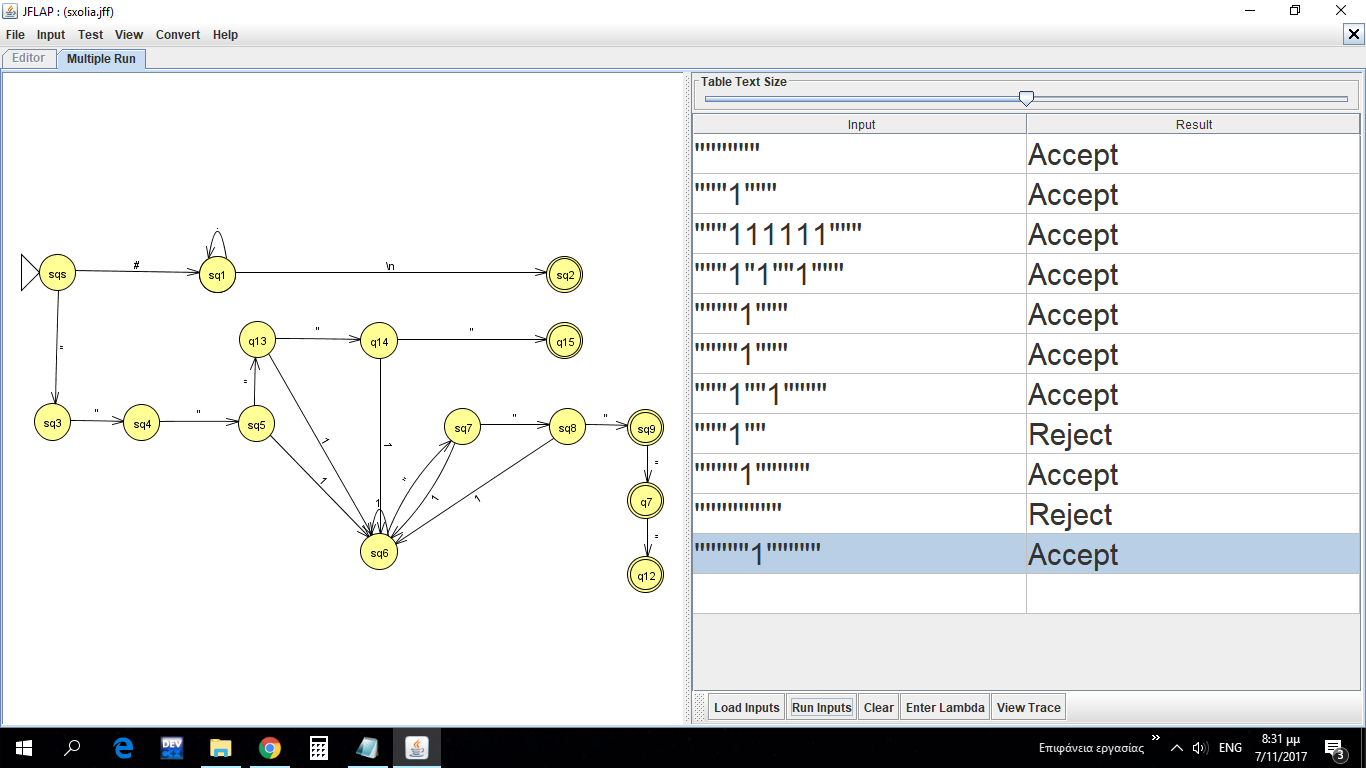 JFLAP : (sxolia.jff)
File Input Test View Convert Help
Editor Multiple Run
Table Text Size
Input Result
"""""" Accept
"""1""" Accept
"""111111""" Accept
"""1"1""1""" Accept
""""1""" Accept
""""1""" Accept
"""1""1"""" Accept
"""1"" Reject
""""1""""" Accept
"""""""" Reject
"""""1""""" Accept
Load Inputs Run Inputs Clear Enter Lambda View Trace
.
sqs # sq1 \n sq2
"
q13 " q14 " q15
"
sq3 " sq4 " sq5 sq7 " sq8 " sq9
1 1 "
1 " 1 1 q7
1 "
sq6 q12
DEV
Επιφάνεια εργασίας » ENG 8:31 μμ
7/11/2017
3